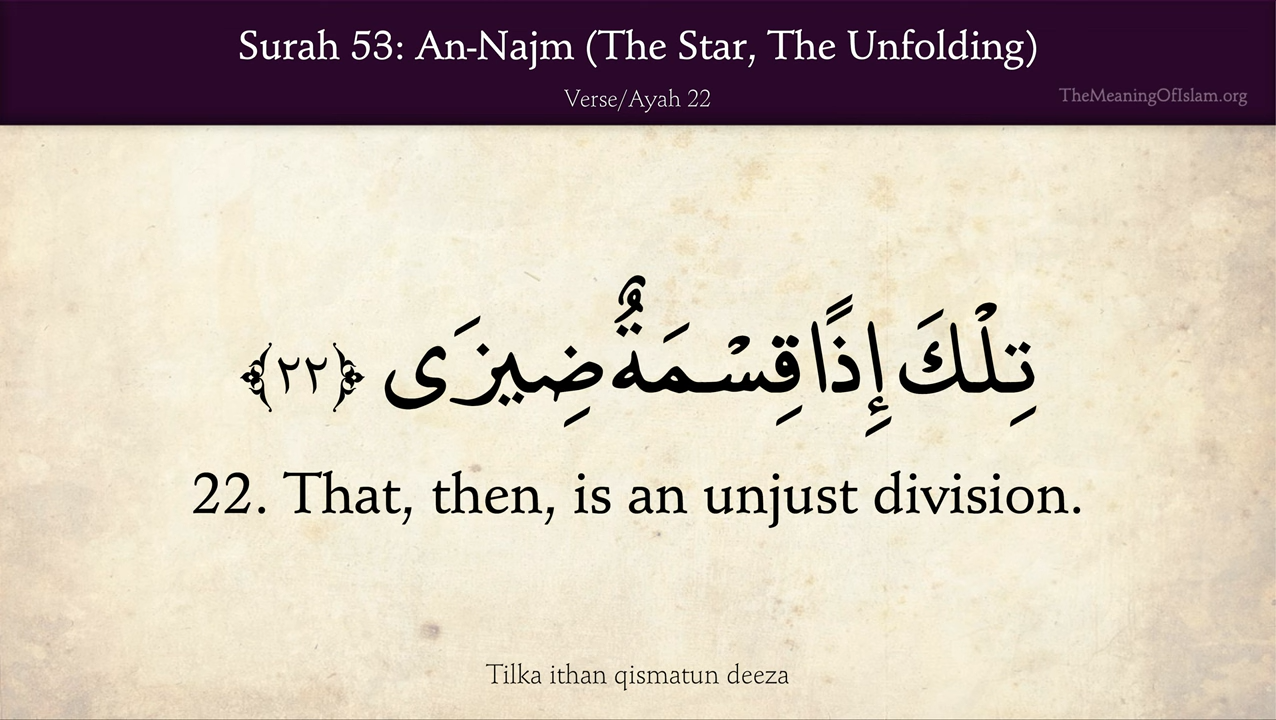 Surah 53: An-Najm (The Star, The Unfolding)
Verse/Ayah 22
TheMeaningOfIslam.org
تِلْكَ إِذًا قِسْمَةٌ ضِيزَى ﴿٢٢﴾
22. That, then, is an unjust division.
Tilka ithan qismatun deeza